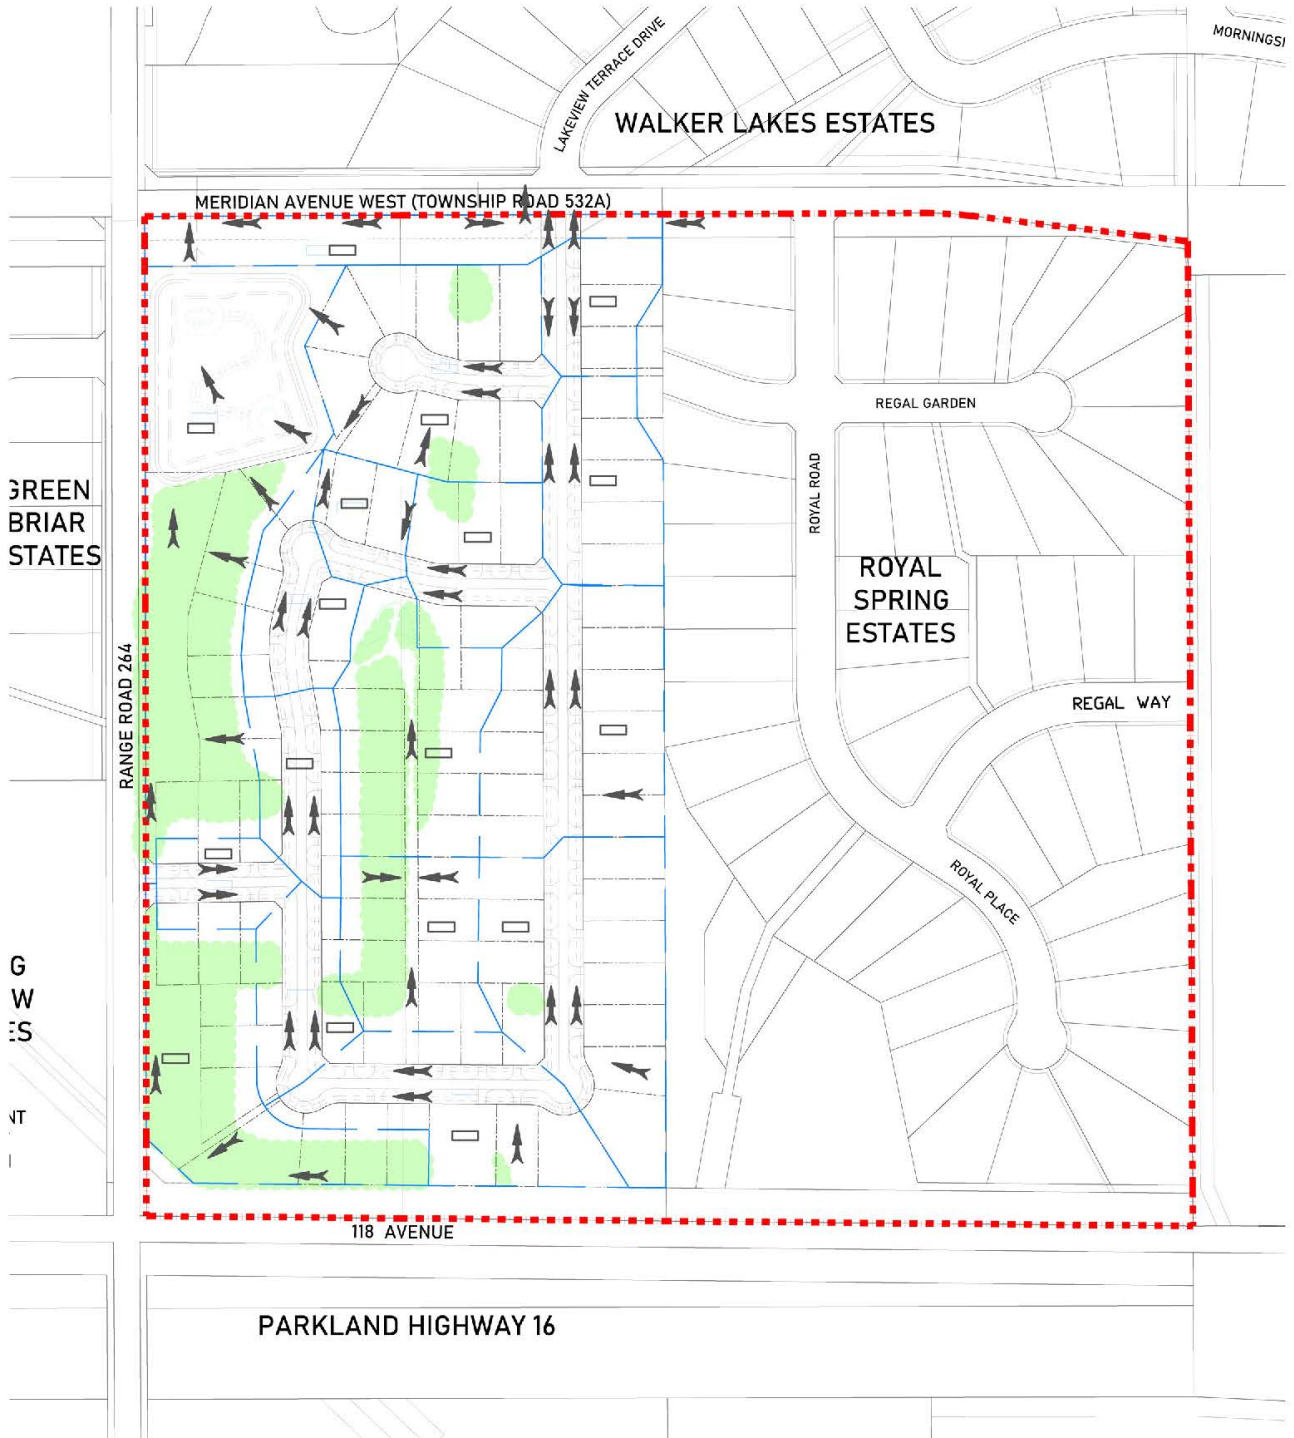 MORNINGSI
LAKEVIEW TERRACE DRIVE
WALKER LAKES ESTATES
MERIDIAN AVENUE WEST (TOWNSHIP ROAD 532A)
REGAL GARDEN
ROYAL ROAD
GREEN
BRIAR
STATES
ROYAL
SPRING
ESTATES
RANGE ROAD 264
REGAL WAY
ROYAL PLACE
G
W
ES
NT
118 AVENUE
PARKLAND HIGHWAY 16